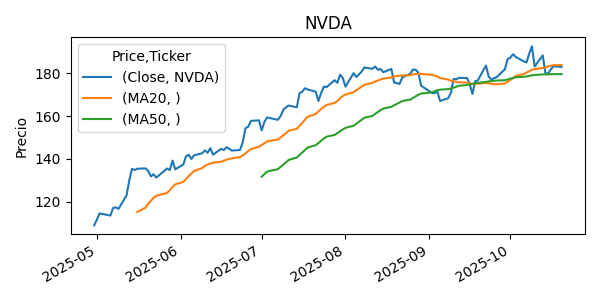 NVDA
Price,Ticker
(Close, NVDA)
(MA20, )
(MA50, )
Precio
180
160
140
120
2025-05
2025-06
2025-07
2025-08
2025-09
2025-10